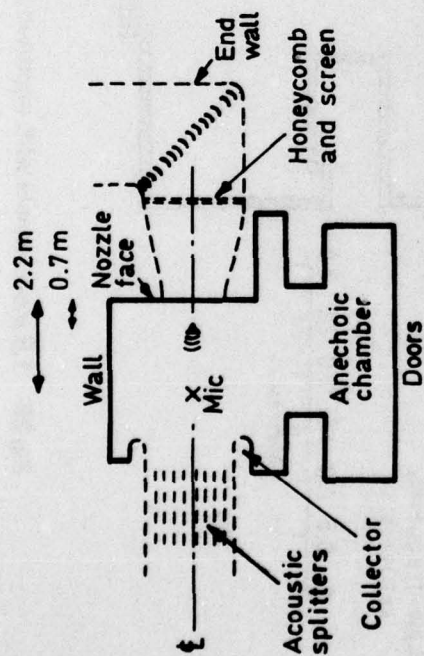 2.2 m
0.7 m
End
wall
Nozzle
face
Wall
Honeycomb
and screen
Mic
℄
Anechoic
chamber
Acoustic
splitters
Collector
Doors